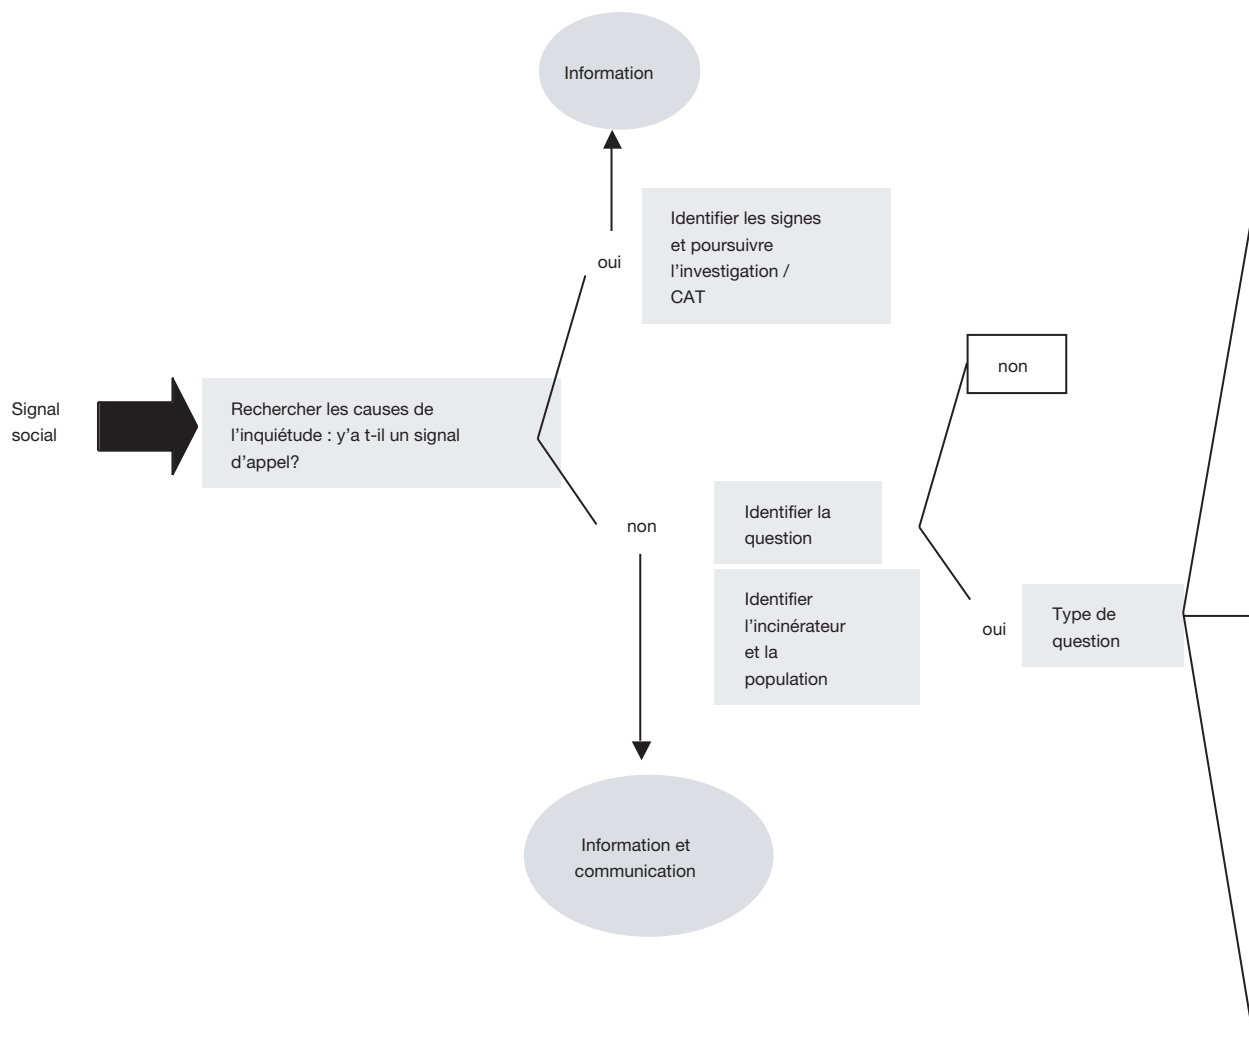 Information
Identifier les signes
et poursuivre
l’investigation /
CAT
oui
non
Signal
social
Rechercher les causes de
l’inquiétude : y’a t-il un signal
d’appel?
non
Identifier la
question
Identifier
l’incinérateur
et la
population
oui
Type de
question
Information et
communication